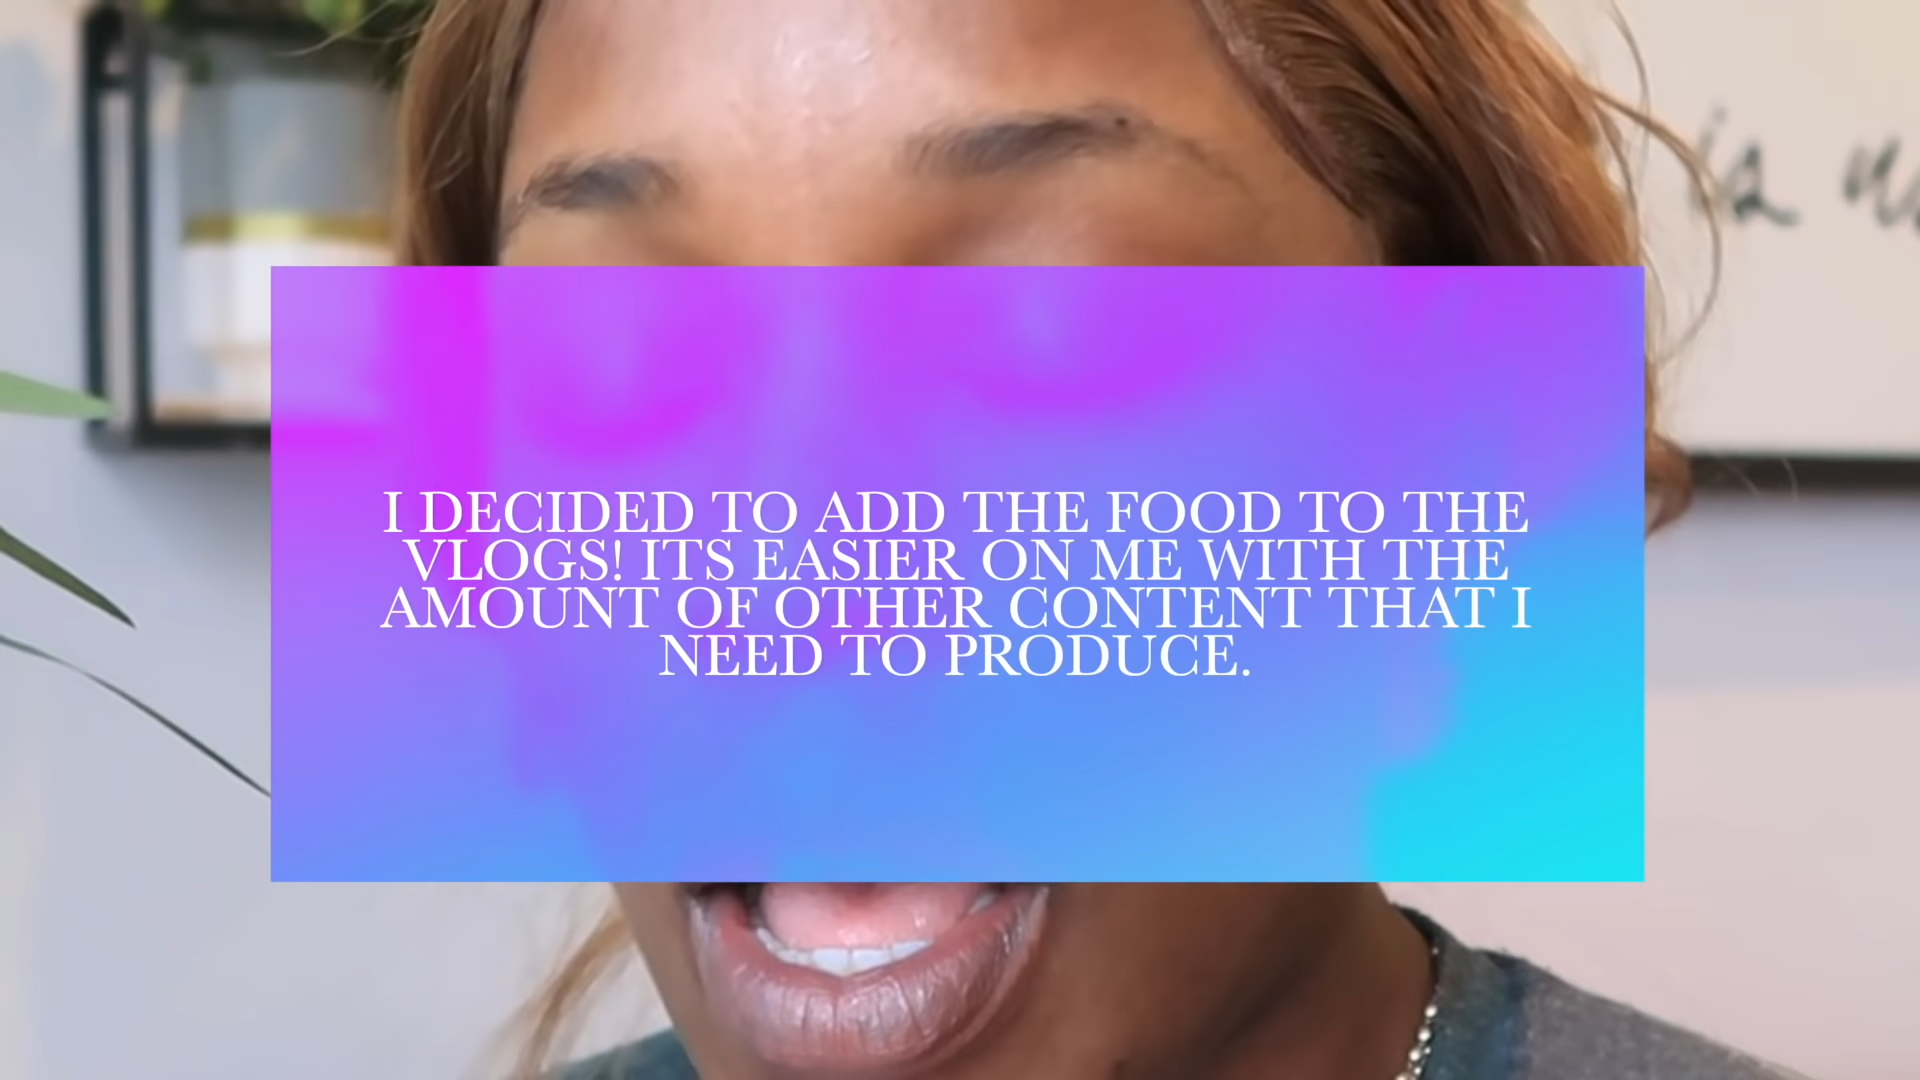 is
I DECIDED TO ADD THE FOOD TO THE
VLOGS! ITS EASIER ON ME WITH THE
AMOUNT OF OTHER CONTENT THAT I
NEED TO PRODUCE.